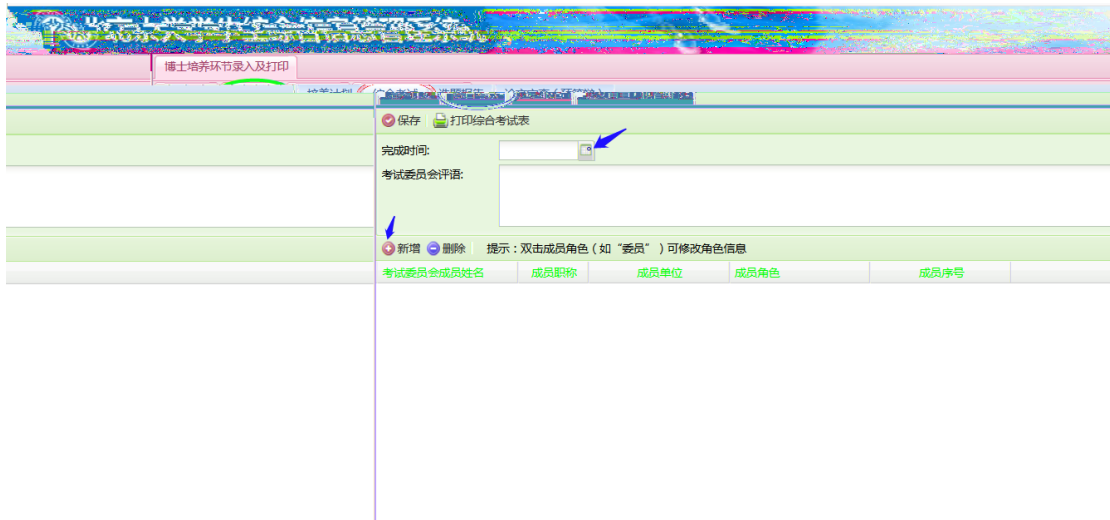 博士培养环节录入及打印
培养计划
保存 打印综合考试表
完成时间:
考试委员会评语:
新增 删除 提示：双击成员角色（如“委员”）可修改角色信息
考试委员会成员姓名 成员职称 成员单位 成员角色 成员序号